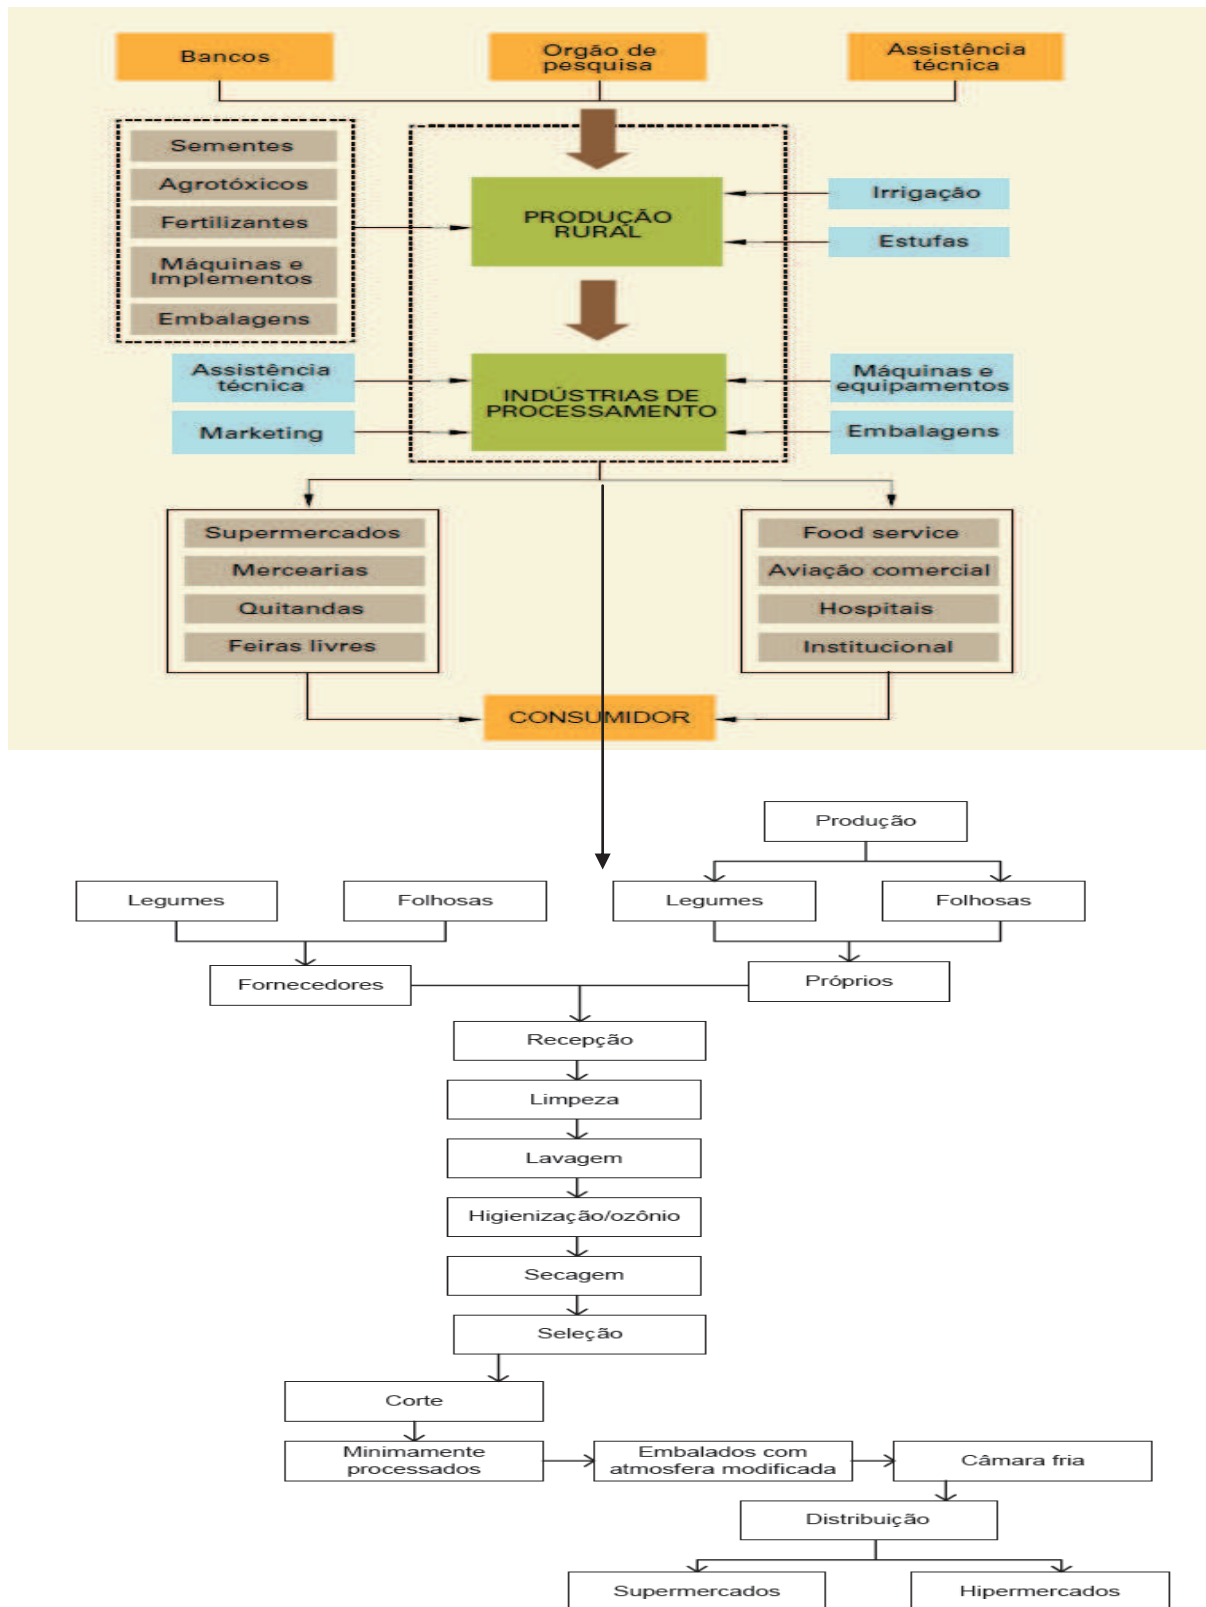 Bancos
Orgão de
pesquisa
Assistência
técnica
Sementes
Agrotóxicos
Fertilizantes
Máquinas e
Implementos
Embalagens
PRODUÇÃO
RURAL
Irrigação
Estufas
Assistência
técnica
Marketing
INDÚSTRIAS DE
PROCESSAMENTO
Máquinas e
equipamentos
Embalagens
Supermercados
Mercearias
Quitandas
Feiras livres
Food service
Aviação comercial
Hospitais
Institucional
CONSUMIDOR
Produção
Legumes
Folhosas
Legumes
Folhosas
Fornecedores
Próprios
Recepção
Limpeza
Lavagem
Higienização/ozônio
Secagem
Seleção
Corte
Minimamente
processados
Embalados com
atmosfera modificada
Câmara fria
Distribuição
Supermercados
Hipermercados